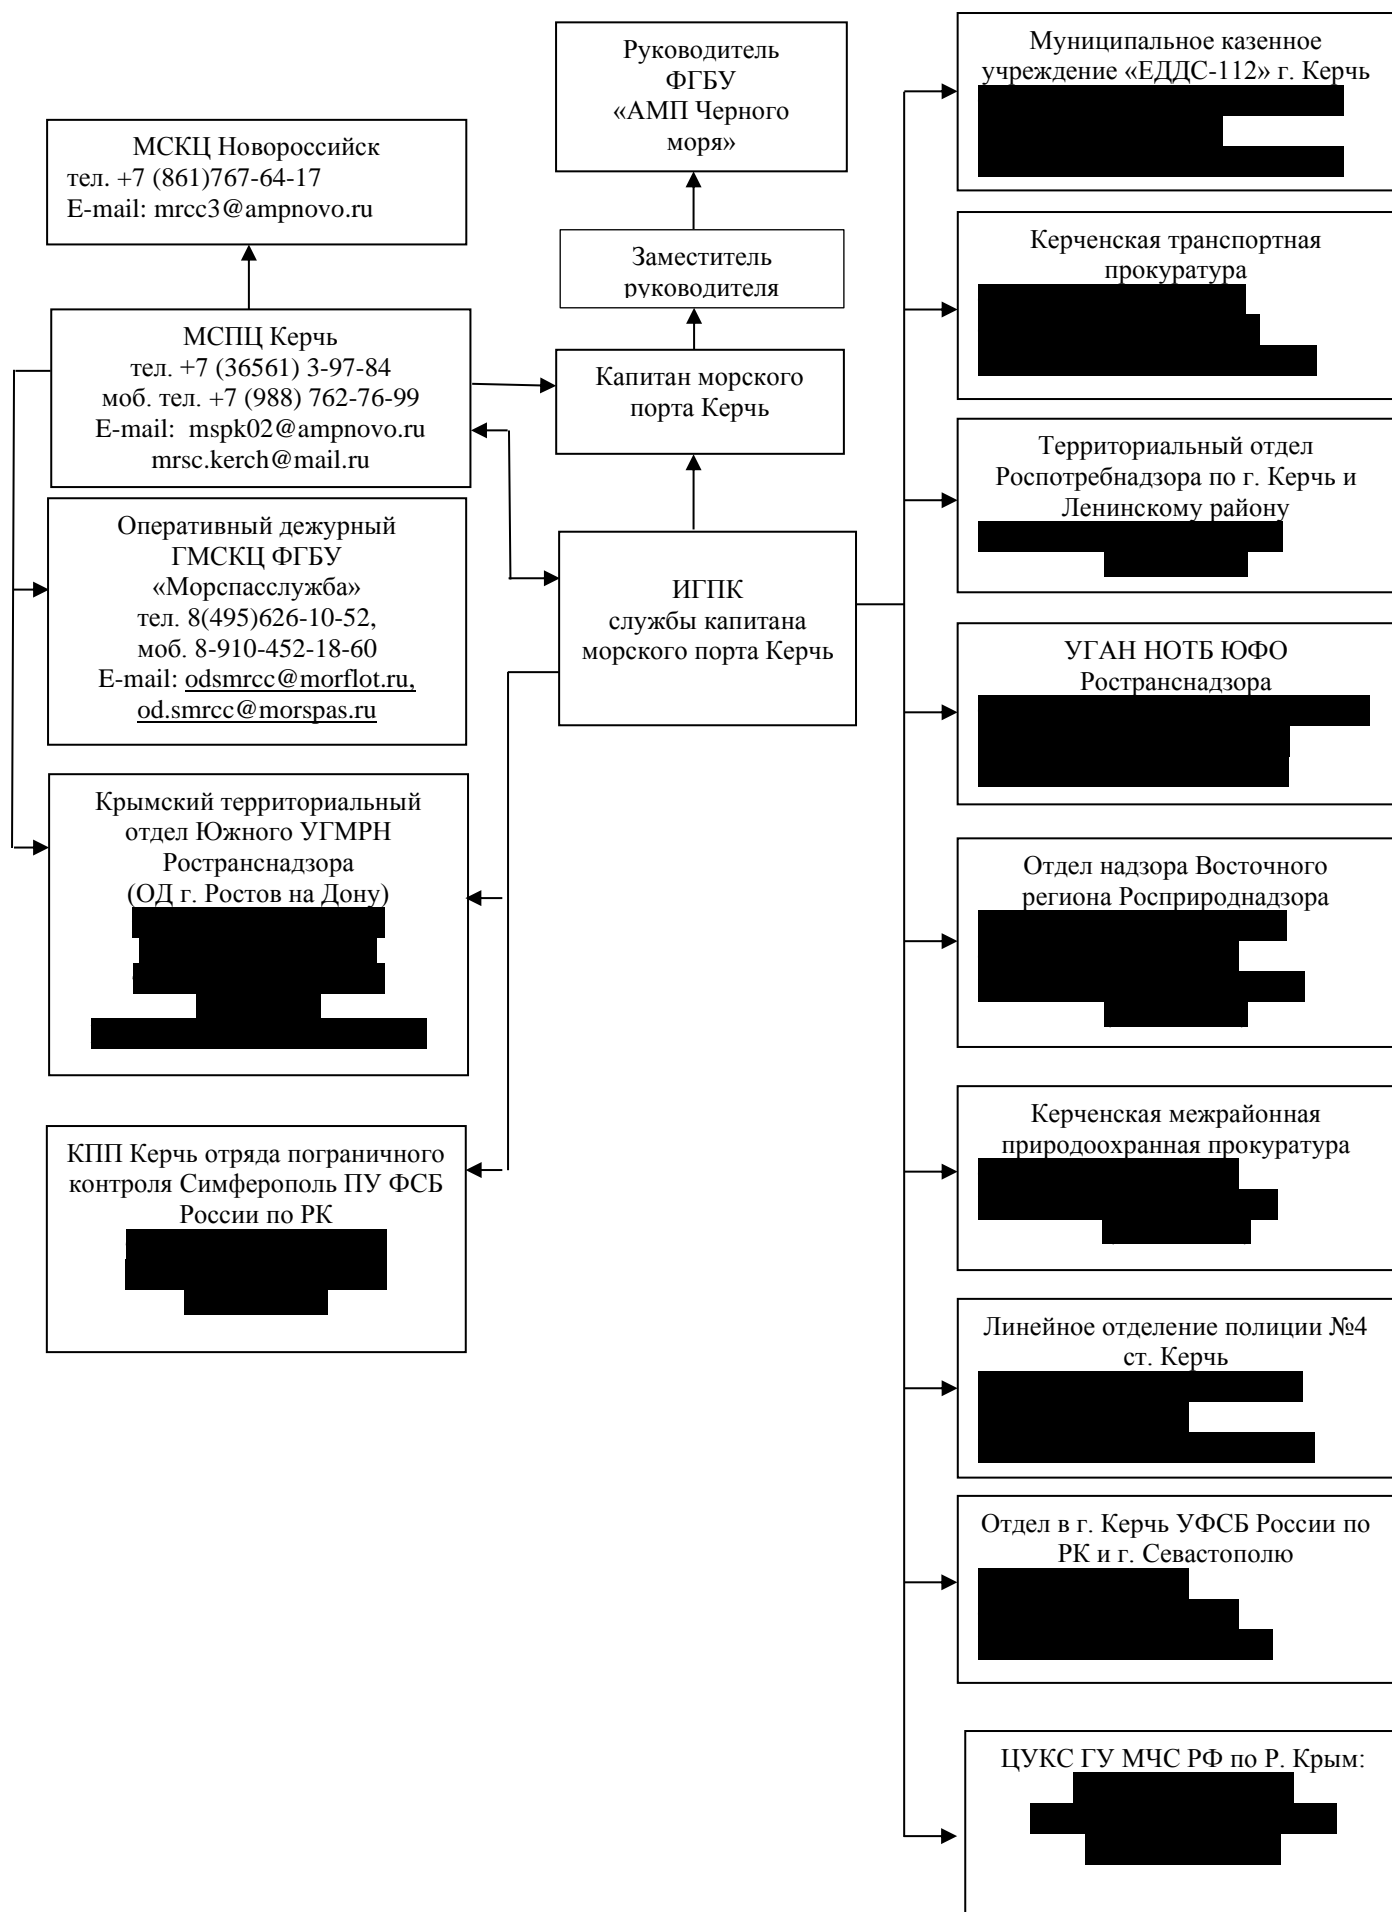 МСКЦ Новороссийск
тел. +7 (861)767-64-17
E-mail: mrcc3@ampnovo.ru
МСПЦ Керчь
тел. +7 (36561) 3-97-84
моб. тел. +7 (988) 762-76-99
E-mail:  mspk02@ampnovo.ru
mrsc.kerch@mail.ru
Оперативный дежурный
ГМСКЦ ФГБУ
«Морспасслужба»
тел. 8(495)626-10-52,
моб. 8-910-452-18-60
E-mail: odsmrcc@morflot.ru,
od.smrcc@morspas.ru
Крымский территориальный
отдел Южного УГМРН
Ространснадзора
(ОД г. Ростов на Дону)
КПП Керчь отряда пограничного
контроля Симферополь ПУ ФСБ
России по РК
Руководитель
ФГБУ
«АМП Черного
моря»
Заместитель
руководителя
Капитан морского
порта Керчь
ИГПК
службы капитана
морского порта Керчь
Муниципальное казенное
учреждение «ЕДДС-112» г. Керчь
Керченская транспортная
прокуратура
Территориальный отдел
Роспотребнадзора по г. Керчь и
Ленинскому району
УГАН НОТБ ЮФО
Ространснадзора
Отдел надзора Восточного
региона Росприроднадзора
Керченская межрайонная
природоохранная прокуратура
Линейное отделение полиции №4
ст. Керчь
Отдел в г. Керчь УФСБ России по
РК и г. Севастополю
ЦУКС ГУ МЧС РФ по Р. Крым: